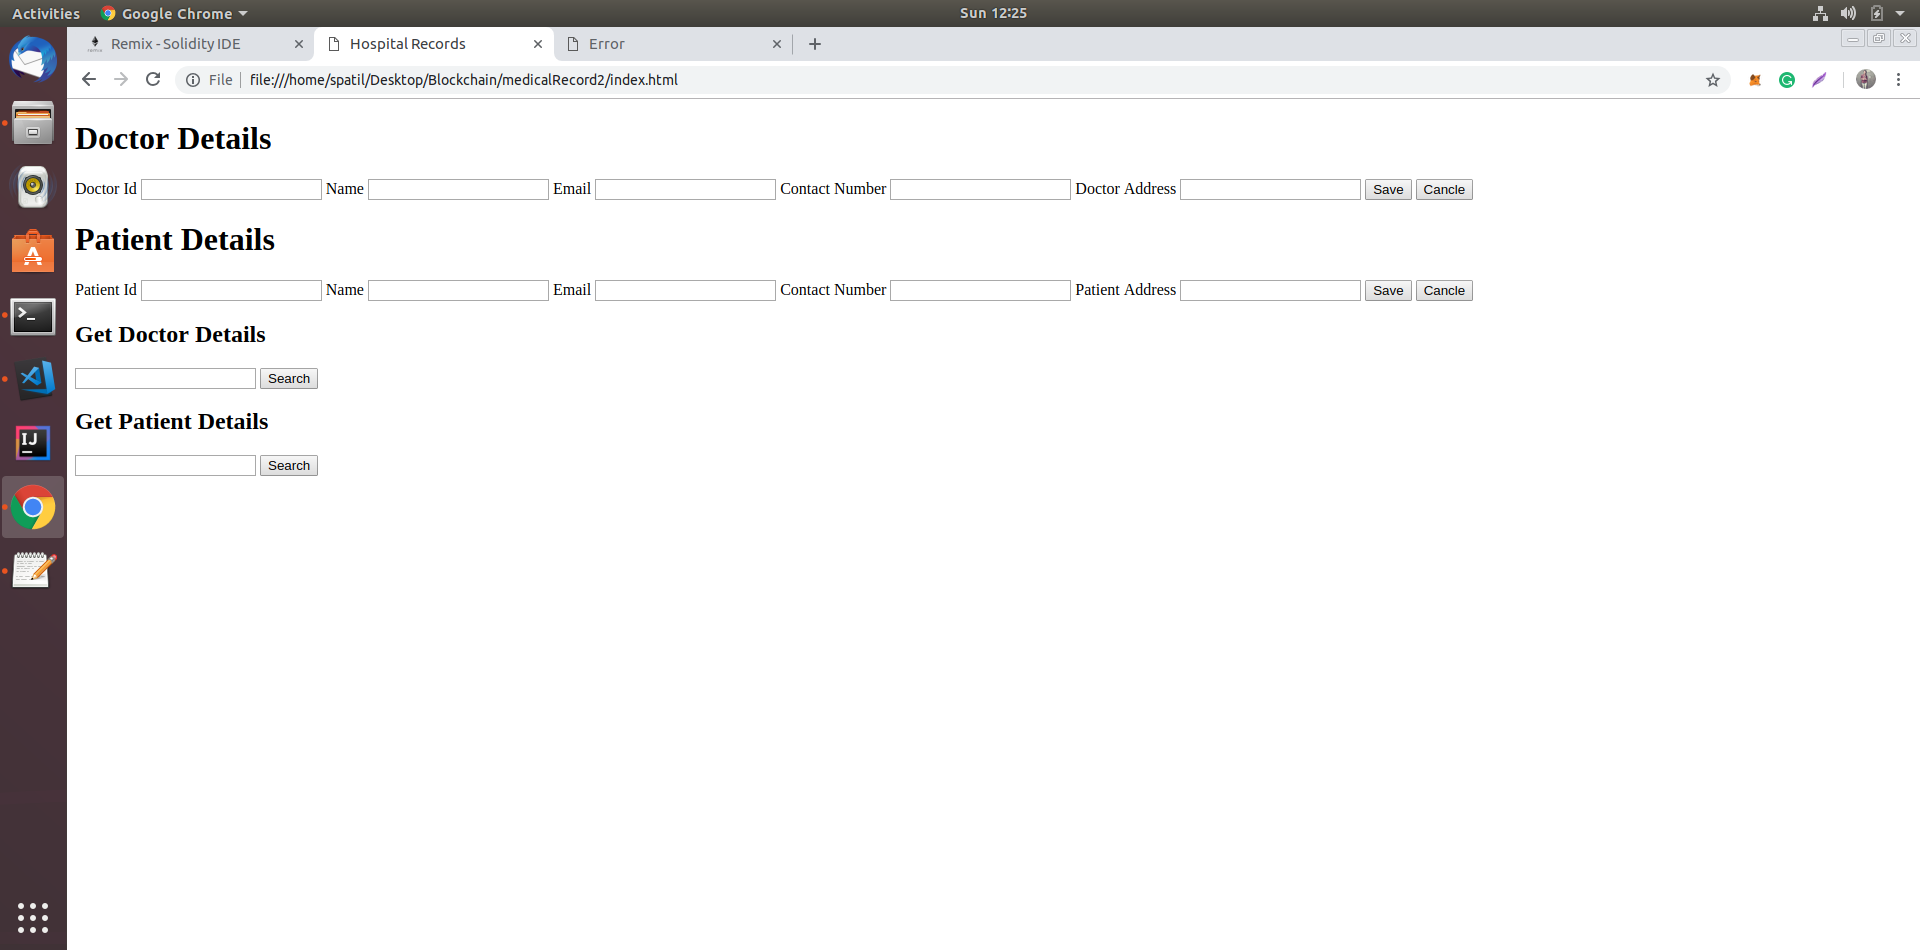 Activities Google Chrome Sun 12:25
Remix - Solidity IDE Hospital Records Error
File file:///home/spatil/Desktop/Blockchain/medicalRecord2/index.html
Doctor Details
Doctor Id Name Email Contact Number Doctor Address Save Cancle
Patient Details
Patient Id Name Email Contact Number Patient Address Save Cancle
Get Doctor Details
Search
Get Patient Details
Search
IJ